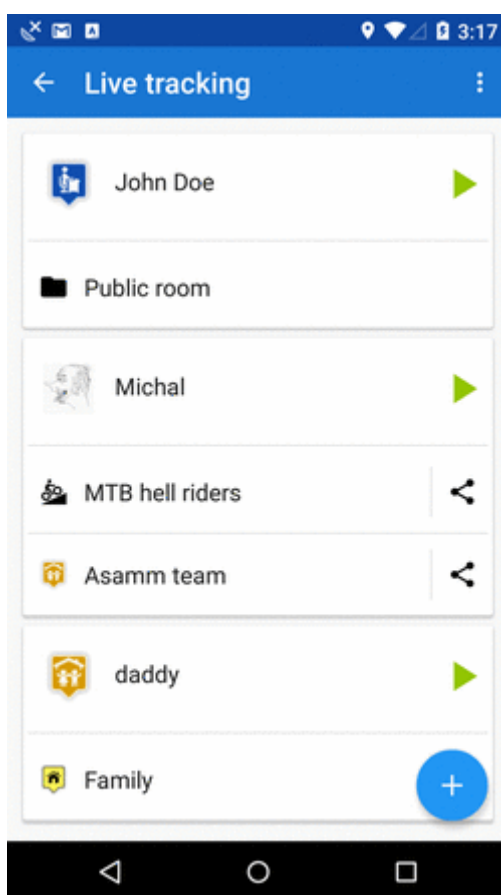 3:17
Live tracking
John Doe
Public room
Michal
MTB hell riders
Asamm team
daddy
Family